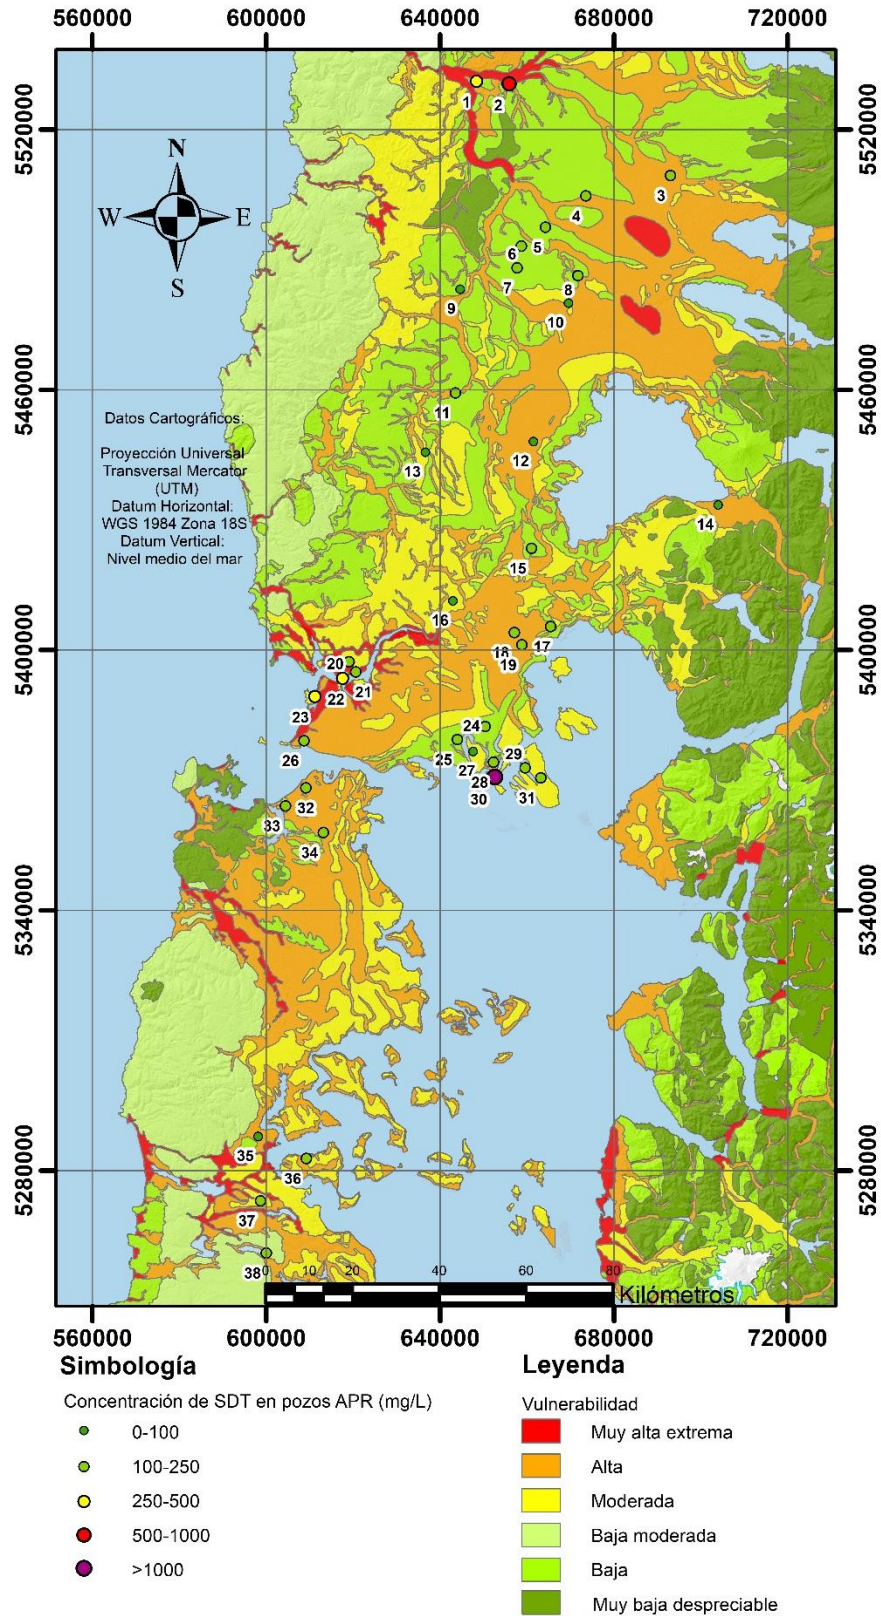 560000 600000 640000 680000 720000
5520000 5520000
5460000 5460000
5400000 5400000
5340000 5340000
5280000 5280000
N
W E
S
1
2
3
4
5
6
7
8
9
10
11
12
13
14
15
16
17
18
19
20
21
22
23
24
25
26
27
28
29
30
31
32
33
34
35
36
37
38
Datos Cartográficos:
Proyección Universal
Transversal Mercator
(UTM)
Datum Horizontal:
WGS 1984 Zona 18S
Datum Vertical:
Nivel medio del mar
0 10 20 40 60 80
Kilómetros
560000 600000 640000 680000 720000
Simbología
Concentración de SDT en pozos APR (mg/L)
0-100
100-250
250-500
500-1000
>1000
Leyenda
Vulnerabilidad
Muy alta extrema
Alta
Moderada
Baja moderada
Baja
Muy baja despreciable